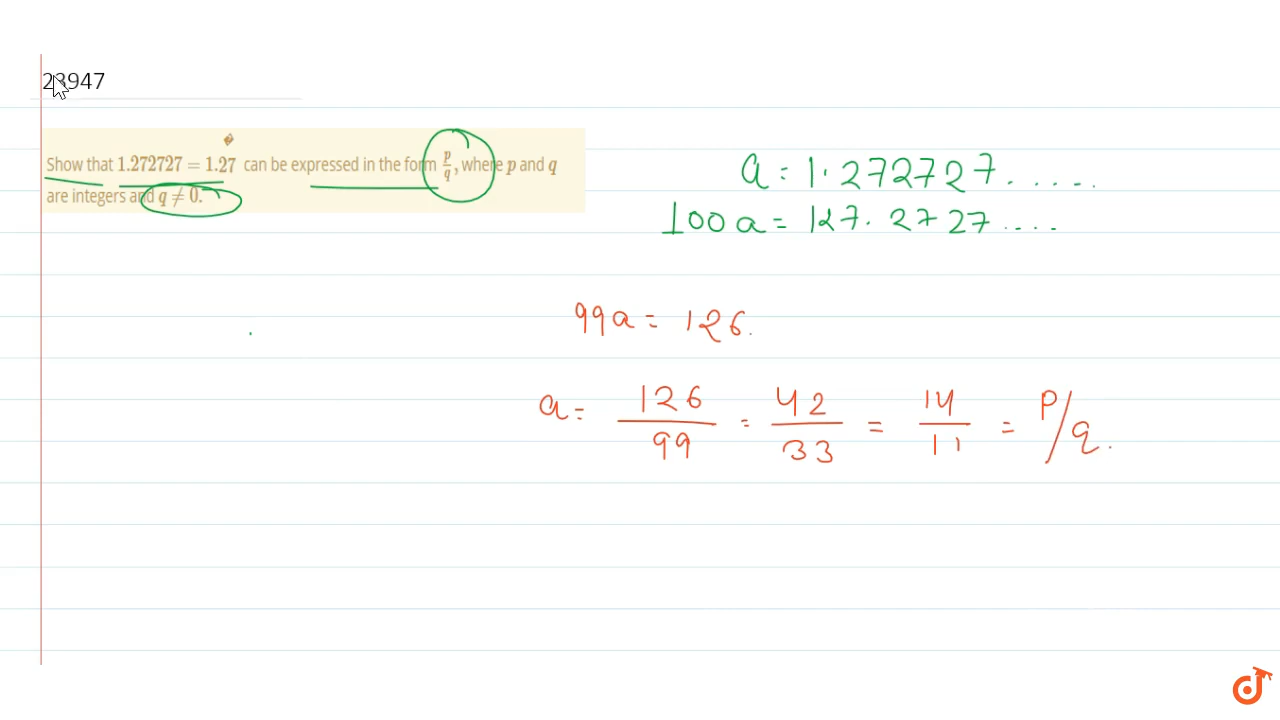 23947
Show that 1.272727 = 1.27 can be expressed in the form p/q, where p and q
are integers and q ≠ 0.
a = 1.272727.....
100a = 127.2727....
99a = 126.
a = 126/99 = 42/33 = 14/11 = P/q.